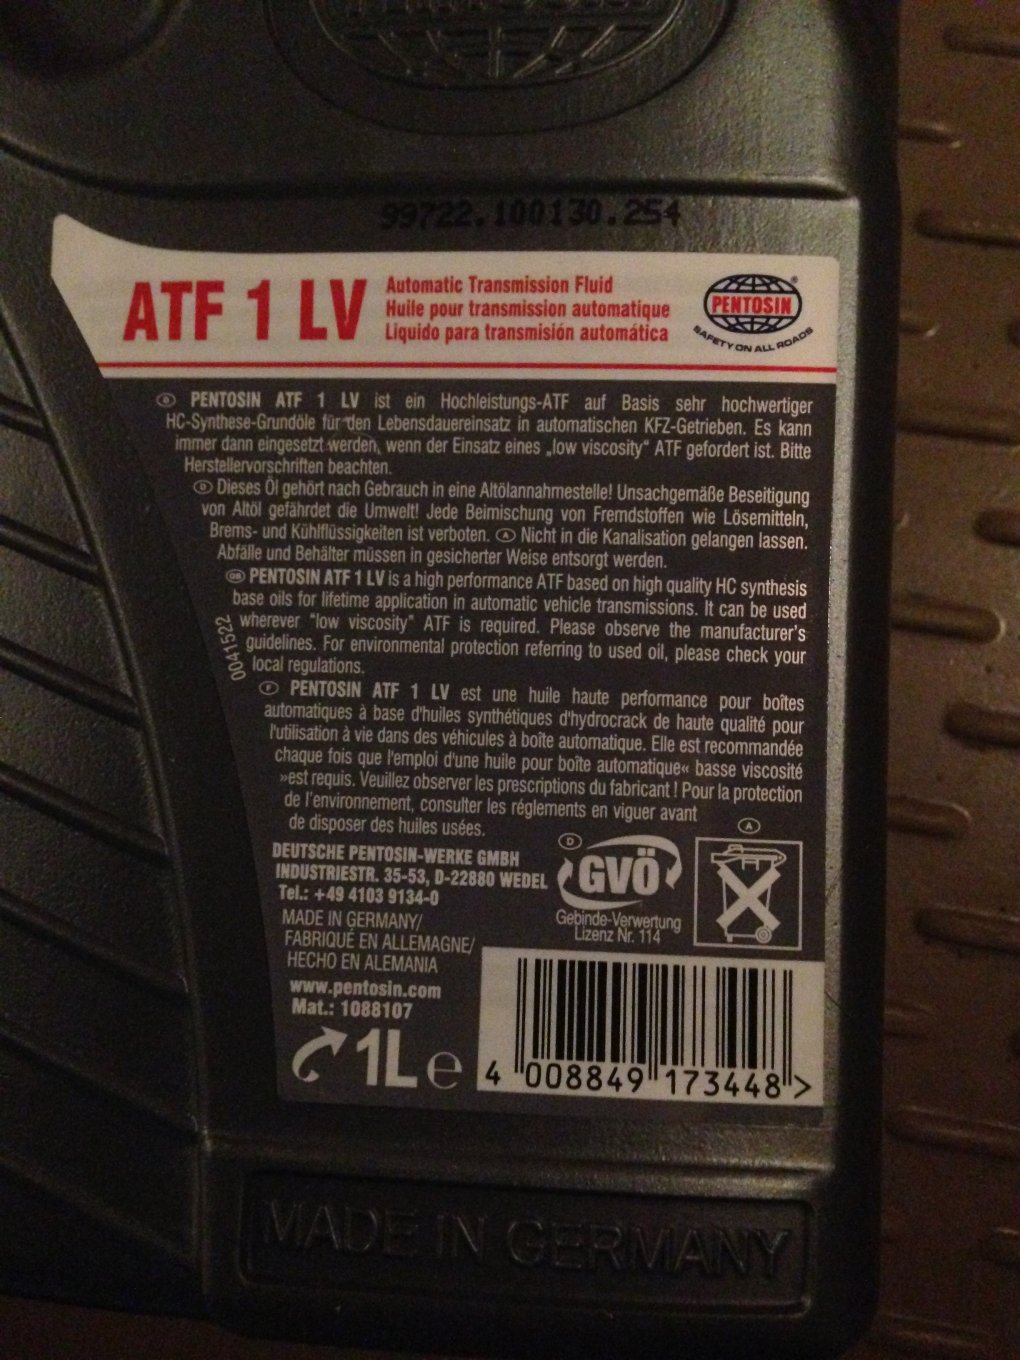 99722.100130.254
ATF 1 LV
Automatic Transmission Fluid
Huile pour transmission automatique
Liquido para transmisión automática
PENTOSIN®
SAFETY ON ALL ROADS
D PENTOSIN ATF 1 LV ist ein Hochleistungs-ATF auf Basis sehr hochwertiger
HC-Synthese-Grundöle für den Lebensdauereinsatz in automatischen KFZ-Getrieben. Es kann
immer dann eingesetzt werden, wenn der Einsatz eines „low viscosity“ ATF gefordert ist. Bitte
Herstellervorschriften beachten.
D Dieses Öl gehört nach Gebrauch in eine Altölannahmestelle! Unsachgemäße Beseitigung
von Altöl gefährdet die Umwelt! Jede Beimischung von Fremdstoffen wie Lösemitteln,
Brems- und Kühlflüssigkeiten ist verboten. A Nicht in die Kanalisation gelangen lassen.
Abfälle und Behälter müssen in gesicherter Weise entsorgt werden.
GB PENTOSIN ATF 1 LV is a high performance ATF based on high quality HC synthesis
base oils for lifetime application in automatic vehicle transmissions. It can be used
wherever "low viscosity" ATF is required. Please observe the manufacturer's
guidelines. For environmental protection referring to used oil, please check your
local regulations.
0041522
F PENTOSIN ATF 1 LV est une huile haute performance pour boîtes
automatiques à base d'huiles synthétiques d'hydrocrack de haute qualité pour
l'utilisation à vie dans des véhicules à boîte automatique. Elle est recommandée
chaque fois que l'emploi d'une huile pour boîte automatique« basse viscosité
»est requis. Veuillez observer les prescriptions du fabricant ! Pour la protection
de l'environnement, consulter les réglements en viguer avant
de disposer des huiles usées.
DEUTSCHE PENTOSIN-WERKE GMBH
INDUSTRIESTR. 35-53, D-22880 WEDEL
Tel.: +49 4103 9134-0
MADE IN GERMANY/
FABRIQUÉ EN ALLEMAGNE/
HECHO EN ALEMANIA
www.pentosin.com
Mat.: 1088107
D
GVÖ
Gebinde-Verwertung
Lizenz Nr. 114
A
1L e
4 008849 173448 >
MADE IN GERMANY